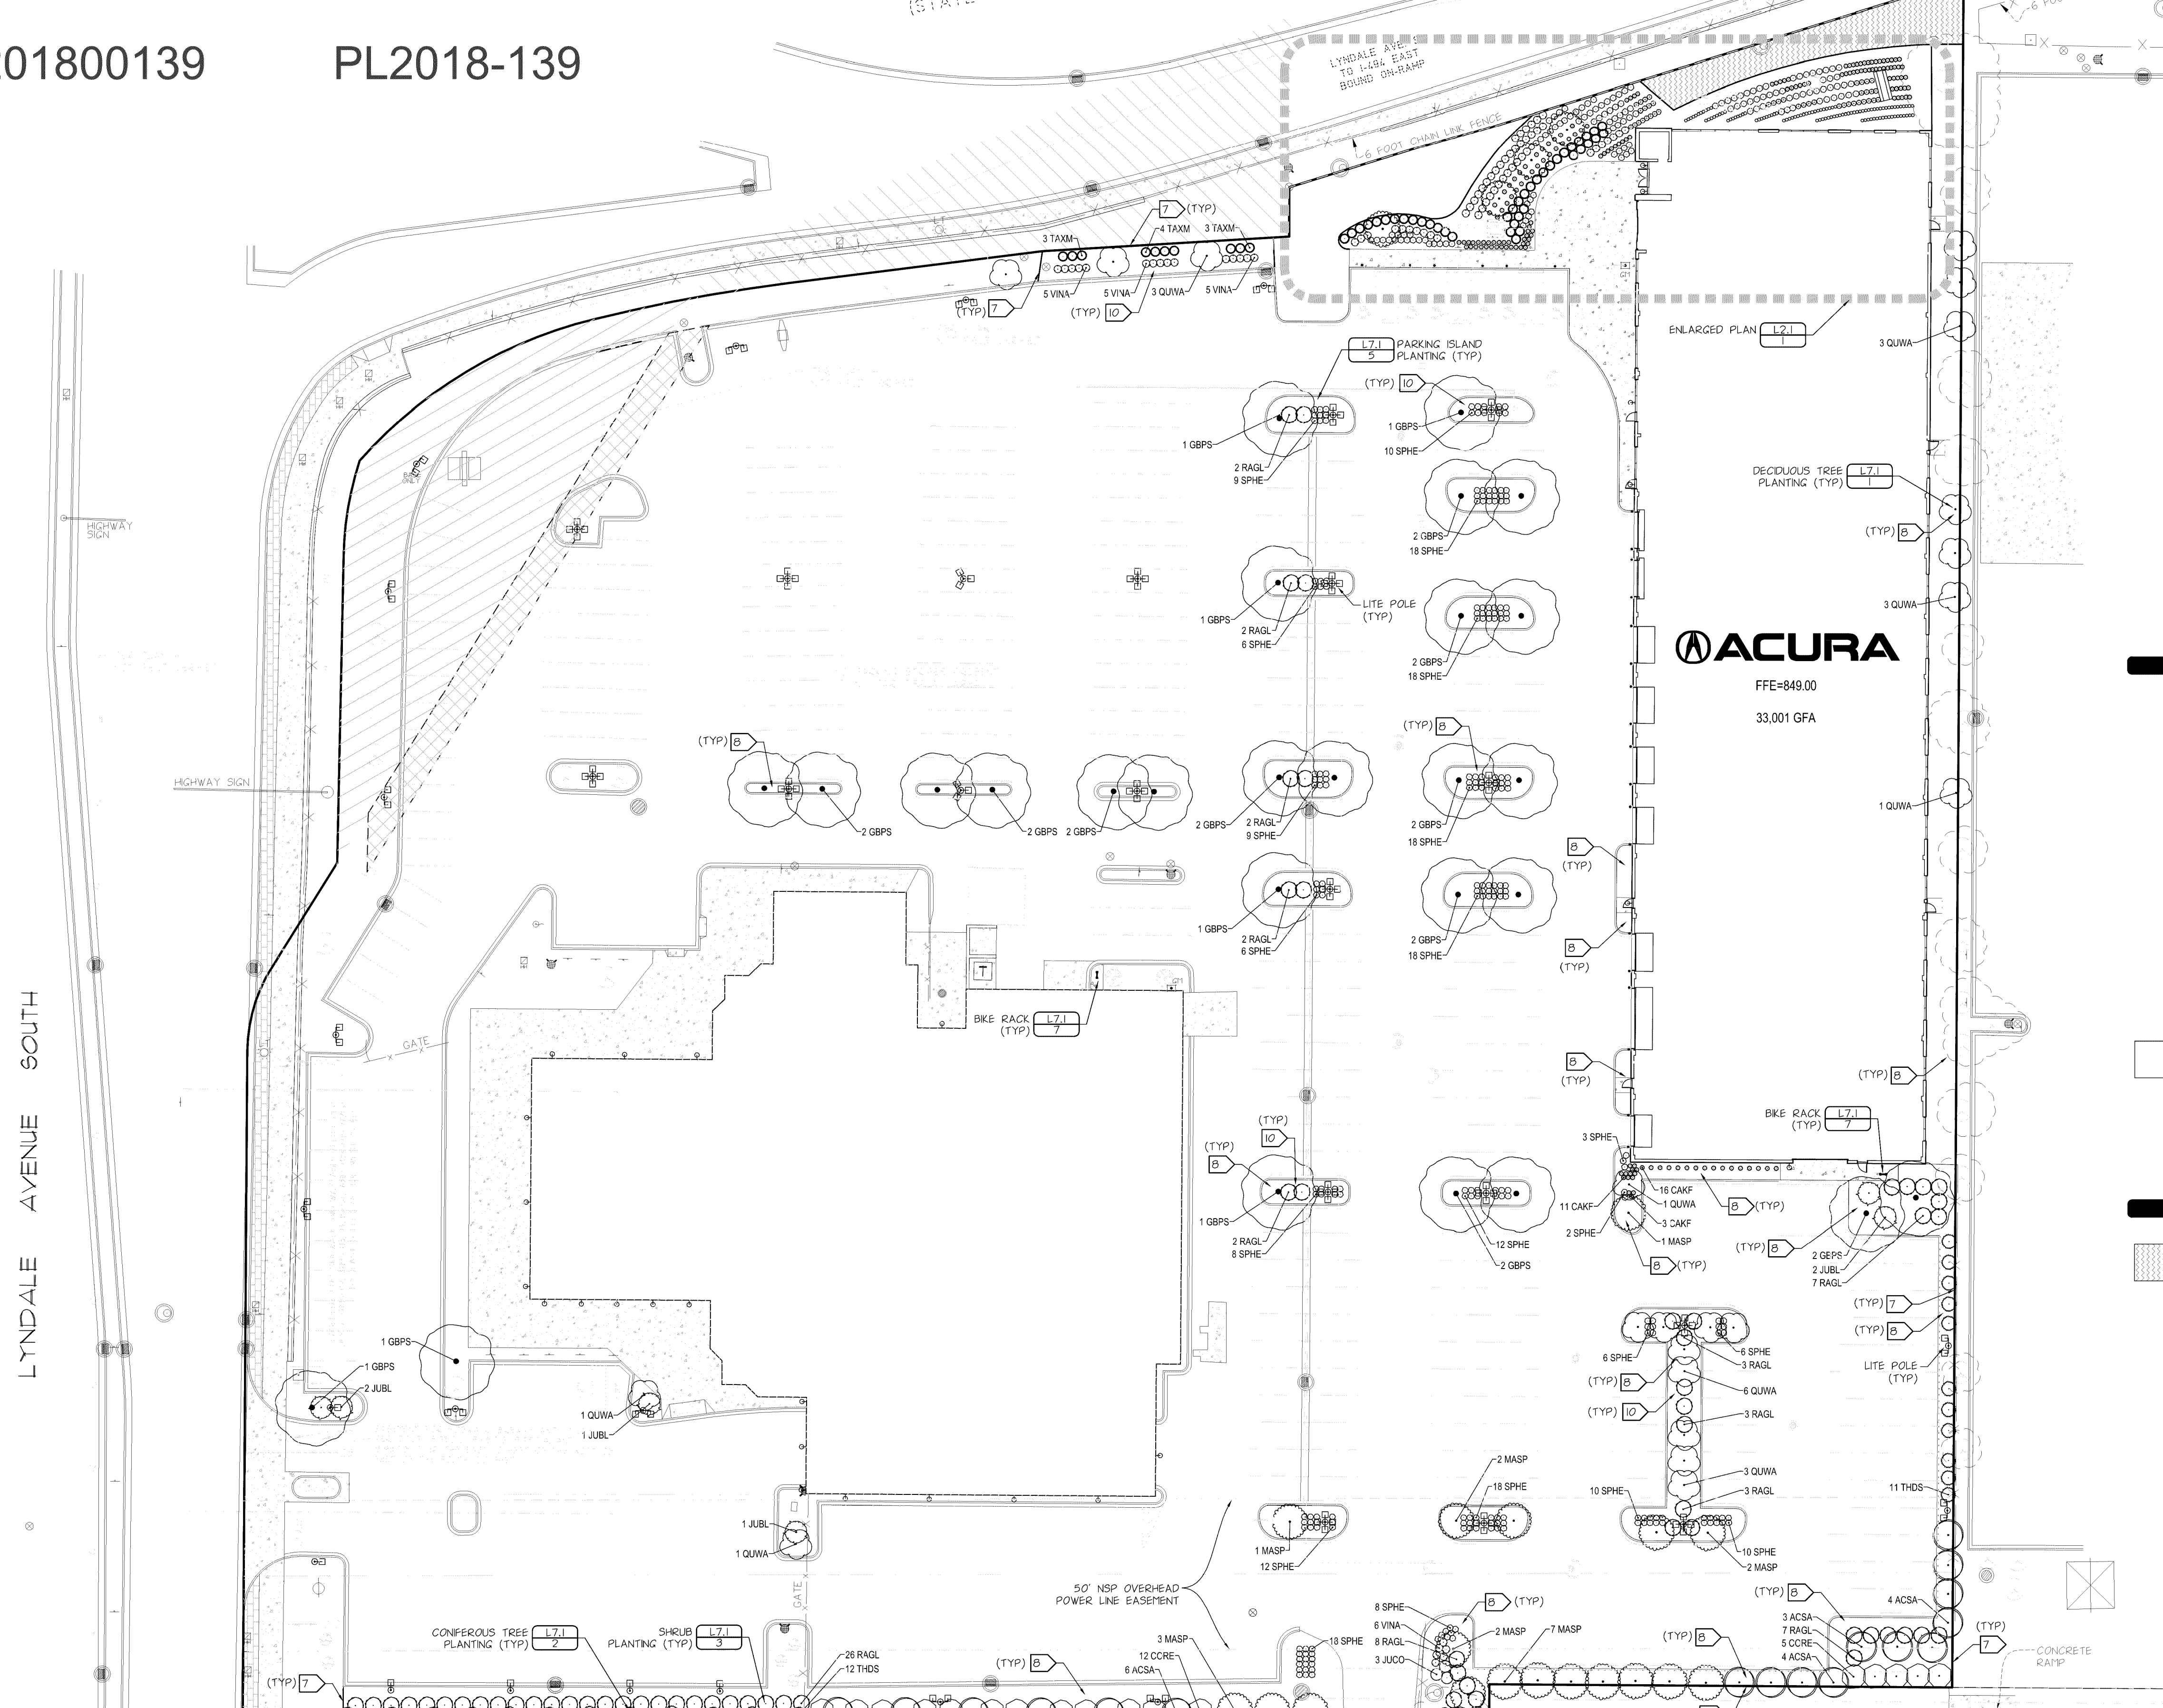 201800139
PL2018-139
LYNDALE AVE. S
TO I-494 EAST
BOUND ON-RAMP
6 FOOT CHAIN LINK FENCE
7 (TYP)
3 TAXM
4 TAXM
3 TAXM
5 VINA
5 VINA
3 QUWA
5 VINA
(TYP) 7
(TYP) 10
ENLARGED PLAN L2.1
1
3 QUWA
L7.1 PARKING ISLAND
5 PLANTING (TYP)
(TYP) 10
1 GBPS
2 RAGL
9 SPHE
1 GBPS
10 SPHE
DECIDUOUS TREE L7.1
PLANTING (TYP) 1
(TYP) 8
2 GBPS
18 SPHE
HIGHWAY
SIGN
LITE POLE
(TYP)
1 GBPS
2 RAGL
6 SPHE
2 GBPS
18 SPHE
3 QUWA
ACURA
FFE=849.00
33,001 GFA
(TYP) 8
(TYP) 8
HIGHWAY SIGN
2 GBPS
2 GBPS
2 GBPS
2 GBPS
2 RAGL
9 SPHE
2 GBPS
18 SPHE
1 QUWA
8
(TYP)
1 GBPS
2 RAGL
6 SPHE
2 GBPS
18 SPHE
8
(TYP)
T
GM
BIKE RACK L7.1
(TYP) 7
GATE
LYNDALE AVENUE SOUTH
8
(TYP)
(TYP) 8
BIKE RACK L7.1
(TYP) 7
(TYP)
10
(TYP)
8
3 SPHE
16 CAKF
1 QUWA
11 CAKF
3 CAKF
2 SPHE
1 MASP
8 (TYP)
8 (TYP)
1 GBPS
2 RAGL
8 SPHE
12 SPHE
2 GBPS
(TYP) 8
2 GBPS
2 JUBL
7 RAGL
(TYP) 7
(TYP) 8
LITE POLE
(TYP)
1 GBPS
1 GBPS
2 JUBL
1 QUWA
1 JUBL
6 SPHE
6 SPHE
3 RAGL
(TYP) 8
6 QUWA
(TYP) 10
3 RAGL
3 QUWA
3 RAGL
10 SPHE
10 SPHE
2 MASP
2 MASP
18 SPHE
1 MASP
12 SPHE
11 THDS
1 JUBL
1 QUWA
GATE
50' NSP OVERHEAD
POWER LINE EASEMENT
CONIFEROUS TREE L7.1
PLANTING (TYP) 2
SHRUB L7.1
PLANTING (TYP) 3
(TYP) 7
26 RAGL
12 THDS
(TYP) 8
3 MASP
12 CCRE
6 ACSA
18 SPHE
8 SPHE
6 VINA
8 RAGL
3 JUCO
8 (TYP)
2 MASP
7 MASP
(TYP) 8
(TYP) 8
4 ACSA
3 ACSA
7 RAGL
5 CCRE
4 ACSA
(TYP)
7
CONCRETE
RAMP